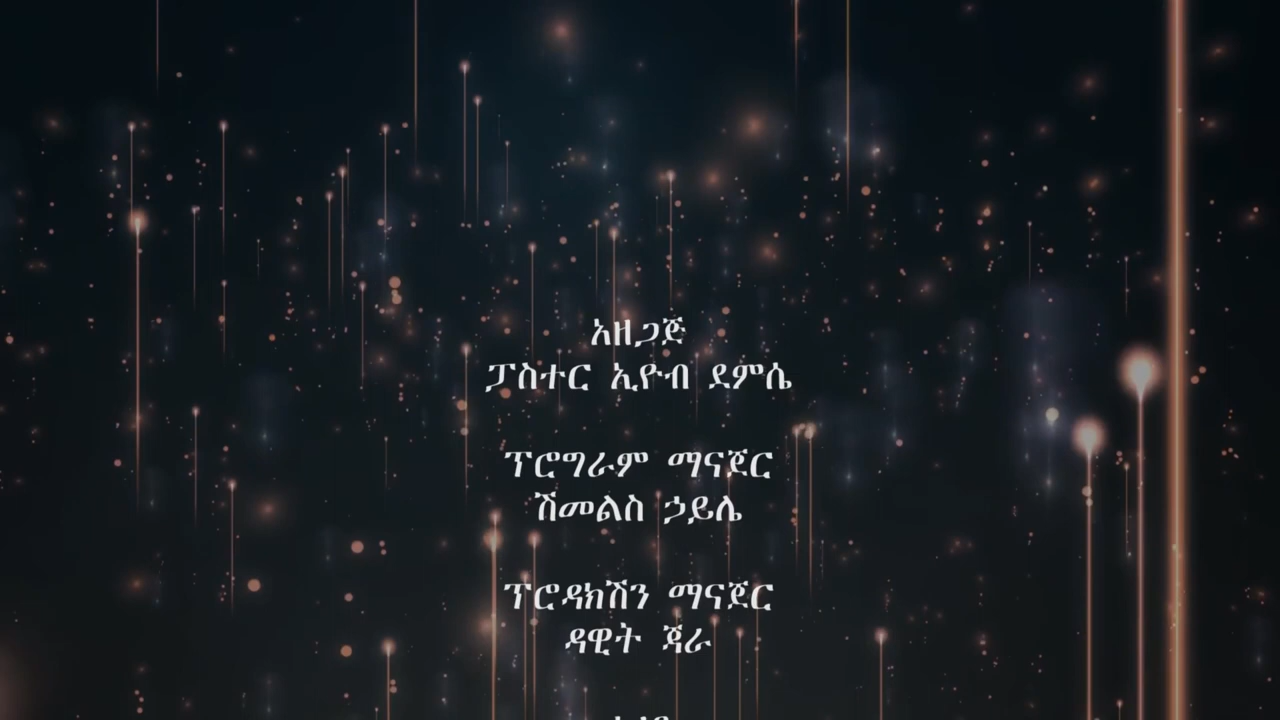 አዘጋጅ
ፓስተር ኢዮብ ደምሴ
ፕሮግራም ማናጀር
ሽመልስ ኃይሌ
ፕሮዳክሽን ማናጀር
ዳዊት ጃራ